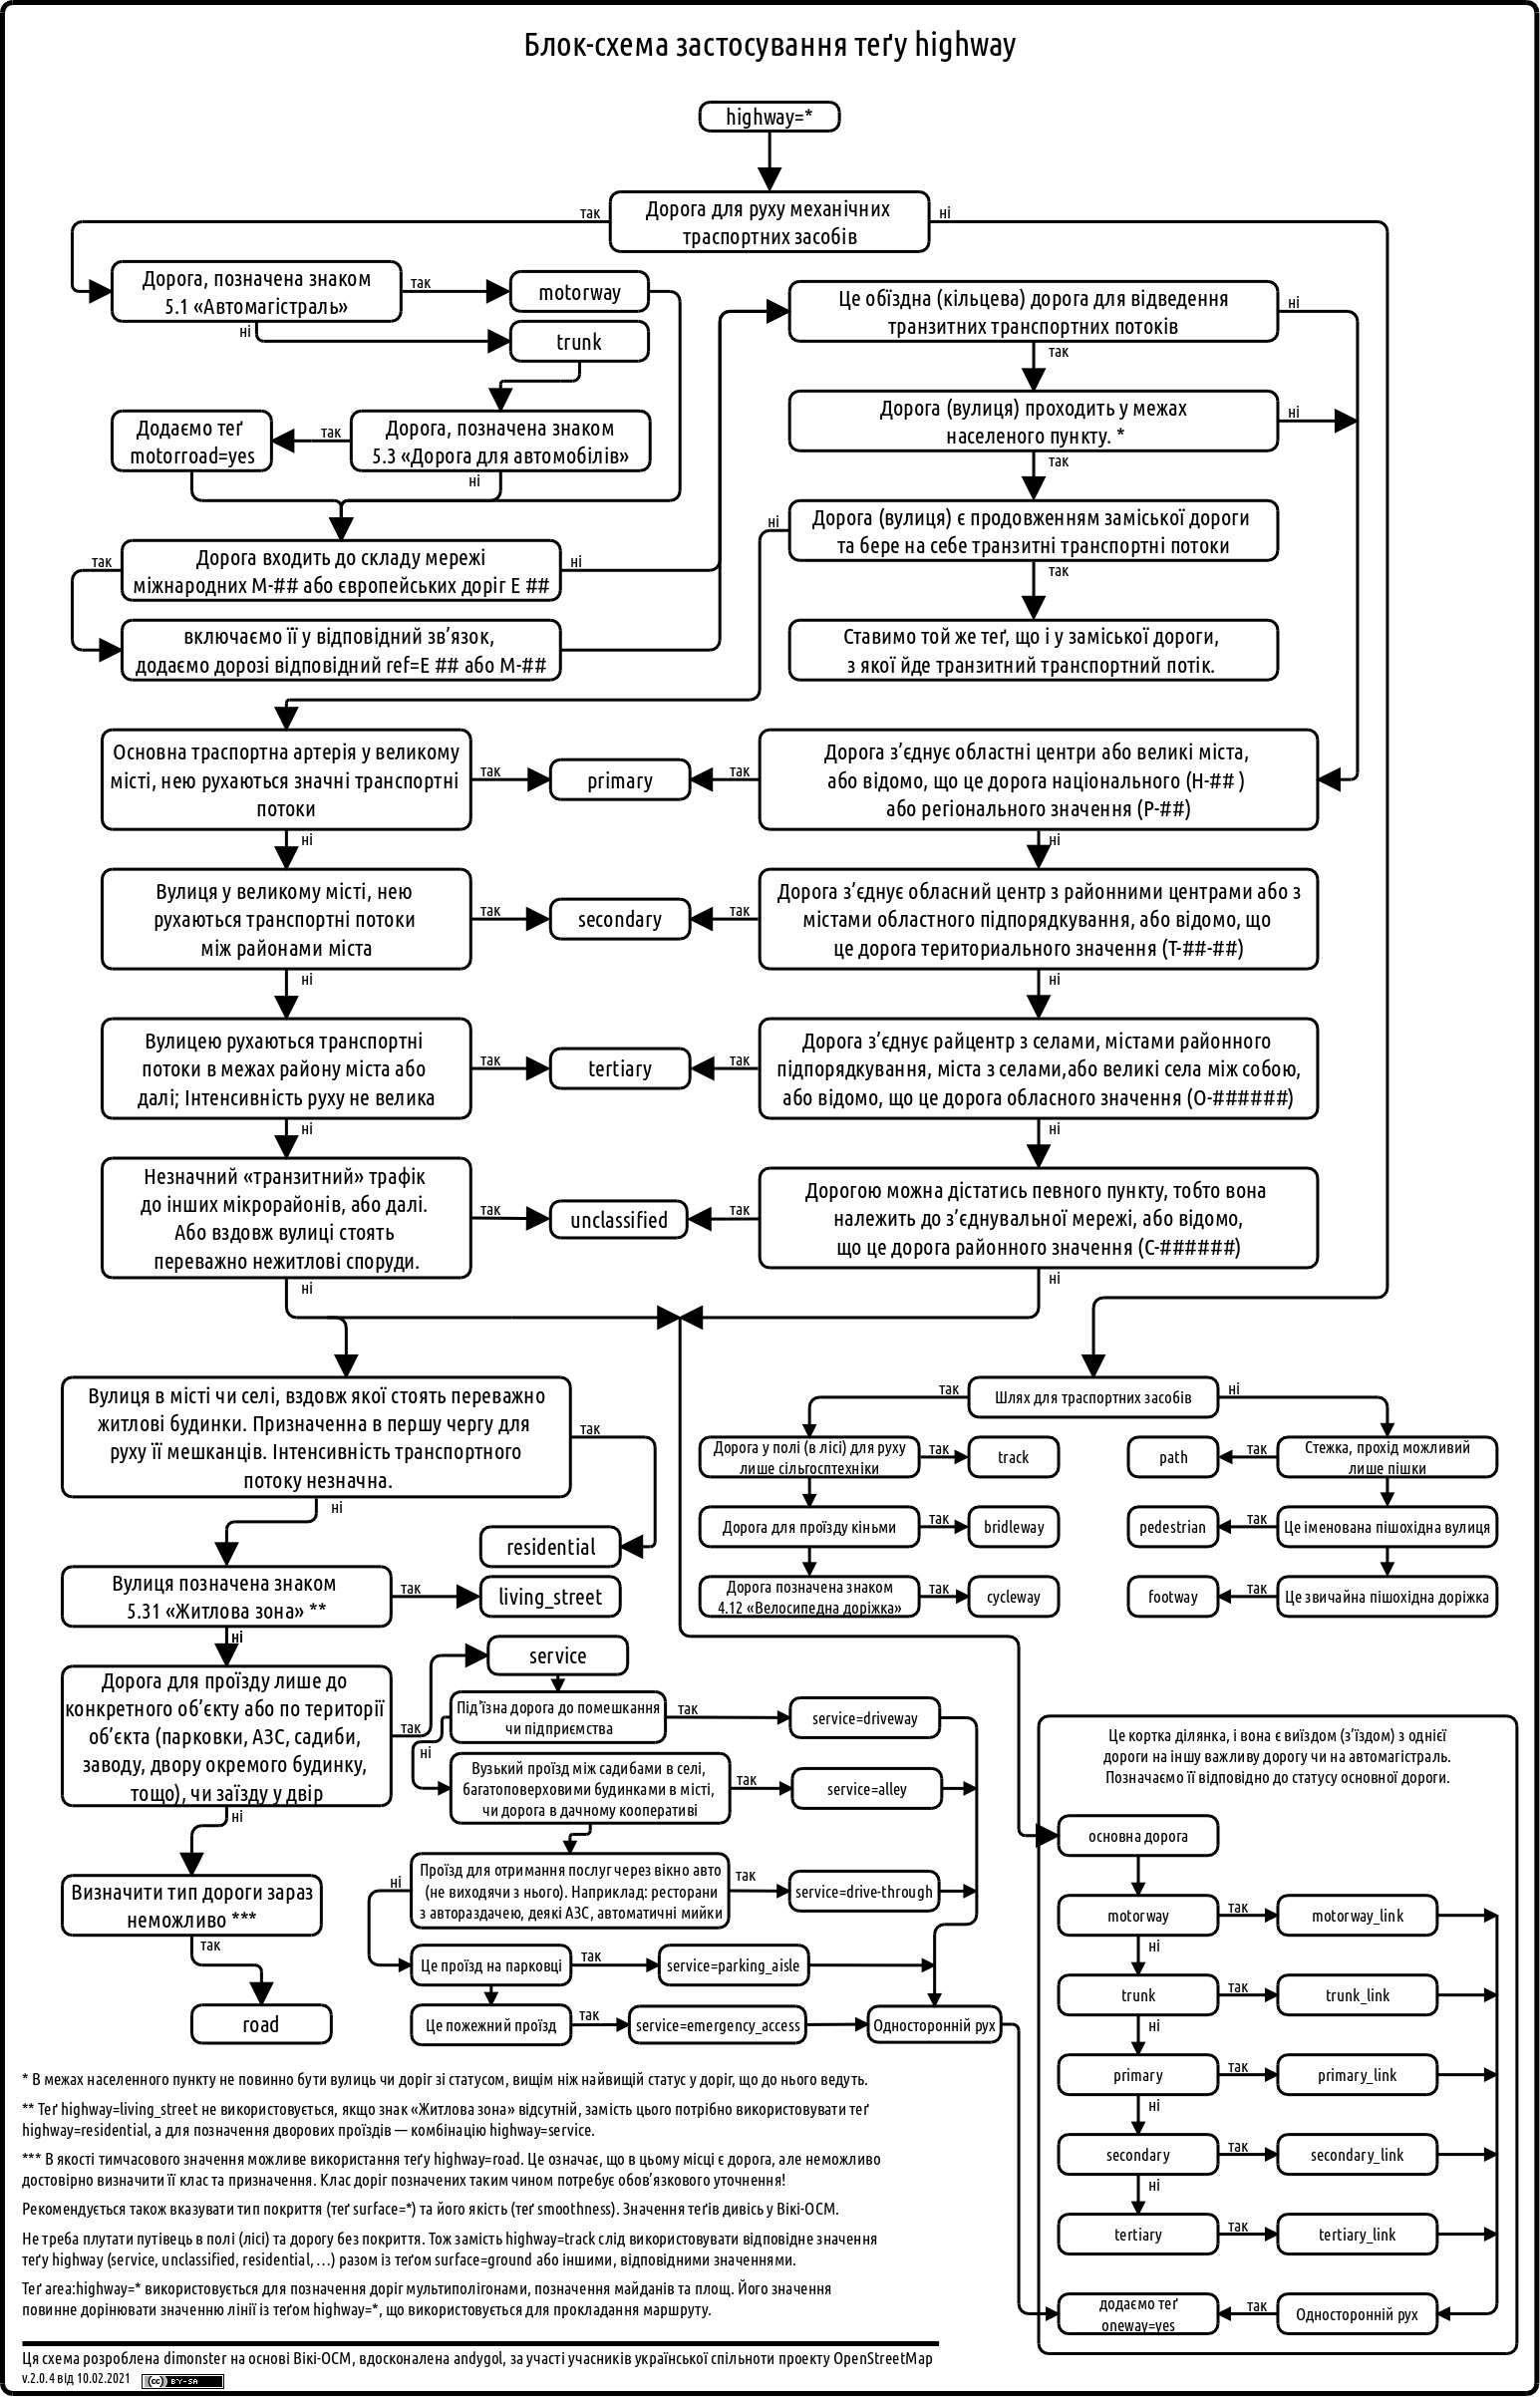 Блок-схема застосування теґу highway
highway=*
Дорога для руху механічних
траспортних засобів
так
ні
Дорога, позначена знаком
5.1 «Автомагістраль»
так
ні
motorway
trunk
Додаємо теґ
motorroad=yes
так
Дорога, позначена знаком
5.3 «Дорога для автомобілів»
ні
Дорога входить до складу мережі
міжнародних М-## або європейських доріг Е ##
так
ні
включаємо її у відповідний зв’язок,
додаємо дорозі відповідний ref=E ## або М-##
Це обїздна (кільцева) дорога для відведення
транзитних транспортних потоків
ні
так
Дорога (вулиця) проходить у межах
населеного пункту. *
ні
так
Дорога (вулиця) є продовженням заміської дороги
та бере на себе транзитні транспортні потоки
ні
так
Ставимо той же теґ, що і у заміської дороги,
з якої йде транзитний транспортний потік.
Основна траспортна артерія у великому
місті, нею рухаються значні транспортні
потоки
так
ні
primary
так
Дорога з’єднує областні центри або великі міста,
або відомо, що це дорога національного (Н-## )
або регіонального значення (Р-##)
ні
Вулиця у великому місті, нею
рухаються транспортні потоки
між районами міста
так
ні
secondary
так
Дорога з’єднує обласний центр з районними центрами або з
містами областного підпорядкування, або відомо, що
це дорога териториального значення (Т-##-##)
ні
Вулицею рухаються транспортні
потоки в межах району міста або
далі; Інтенсивність руху не велика
так
ні
tertiary
так
Дорога з’єднує райцентр з селами, містами районного
підпорядкування, міста з селами,або великі села між собою,
або відомо, що це дорога обласного значення (О-######)
ні
Незначний «транзитний» трафік
до інших мікрорайонів, або далі.
Або вздовж вулиці стоять
переважно нежитлові споруди.
так
ні
unclassified
так
Дорогою можна дістатись певного пункту, тобто вона
належить до з’єднувальної мережі, або відомо,
що це дорога районного значення (С-######)
ні
Вулиця в місті чи селі, вздовж якої стоять переважно
житлові будинки. Призначенна в першу чергу для
руху її мешканців. Інтенсивність транспортного
потоку незначна.
так
ні
residential
Вулиця позначена знаком
5.31 «Житлова зона» **
так
ні
living_street
Дорога для проїзду лише до
конкретного об’єкту або по території
об’єкта (парковки, АЗС, садиби,
заводу, двору окремого будинку,
тощо), чи заїзду у двір
так
ні
Визначити тип дороги зараз
неможливо ***
так
road
service
Під’їзна дорога до помешкання
чи підприємства
так
ні
service=driveway
Вузький проїзд між садибами в селі,
багатоповерховими будинками в місті,
чи дорога в дачному кооперативі
так
service=alley
Проїзд для отримання послуг через вікно авто
(не виходячи з нього). Наприклад: ресторани
з автораздачею, деякі АЗС, автоматичні мийки
так
ні
service=drive-through
Це проїзд на парковці
так
service=parking_aisle
Це пожежний проїзд
так
service=emergency_access
Односторонній рух
Шлях для траспортних засобів
так
ні
Дорога у полі (в лісі) для руху
лише сільгосптехніки
так
track
Дорога для проїзду кіньми
так
bridleway
Дорога позначена знаком
4.12 «Велосипедна доріжка»
так
cycleway
path
так
Стежка, прохід можливий
лише пішки
pedestrian
так
Це іменована пішохідна вулиця
footway
так
Це звичайна пішохідна доріжка
Це кортка ділянка, і вона є виїздом (з’їздом) з однієї
дороги на іншу важливу дорогу чи на автомагістраль.
Позначаємо її відповідно до статусу основної дороги.
основна дорога
motorway
так
motorway_link
ні
trunk
так
trunk_link
ні
primary
так
primary_link
ні
secondary
так
secondary_link
ні
tertiary
так
tertiary_link
додаємо теґ
oneway=yes
так
Односторонній рух
* В межах населенного пункту не повинно бути вулиць чи доріг зі статусом, вищім ніж найвищій статус у доріг, що до нього ведуть.
** Теґ highway=living_street не використовується, якщо знак «Житлова зона» відсутній, замість цього потрібно використовувати теґ
highway=residential, а для позначення дворових проїздів — комбінацію highway=service.
*** В якості тимчасового значення можливе використання теґу highway=road. Це означає, що в цьому місці є дорога, але неможливо
достовірно визначити її клас та призначення. Клас доріг позначених таким чином потребує обов’язкового уточнення!
Рекомендується також вказувати тип покриття (теґ surface=*) та його якість (теґ smoothness). Значення теґів дивісь у Вікі-ОСМ.
Не треба плутати путівець в полі (лісі) та дорогу без покриття. Тож замість highway=track слід використовувати відповідне значення
теґу highway (service, unclassified, residential, …) разом із теґом surface=ground або іншими, відповідними значеннями.
Теґ area:highway=* використовується для позначення доріг мультиполігонами, позначення майданів та площ. Його значення
повинне дорінювати значенню лінії із теґом highway=*, що використовується для прокладання маршруту.
Ця схема розроблена dimonster на основі Вікі-ОСМ, вдосконалена andygol, за участі учасників української спільноти проекту OpenStreetMap
v.2.0.4 від 10.02.2021
(cc) BY-SA